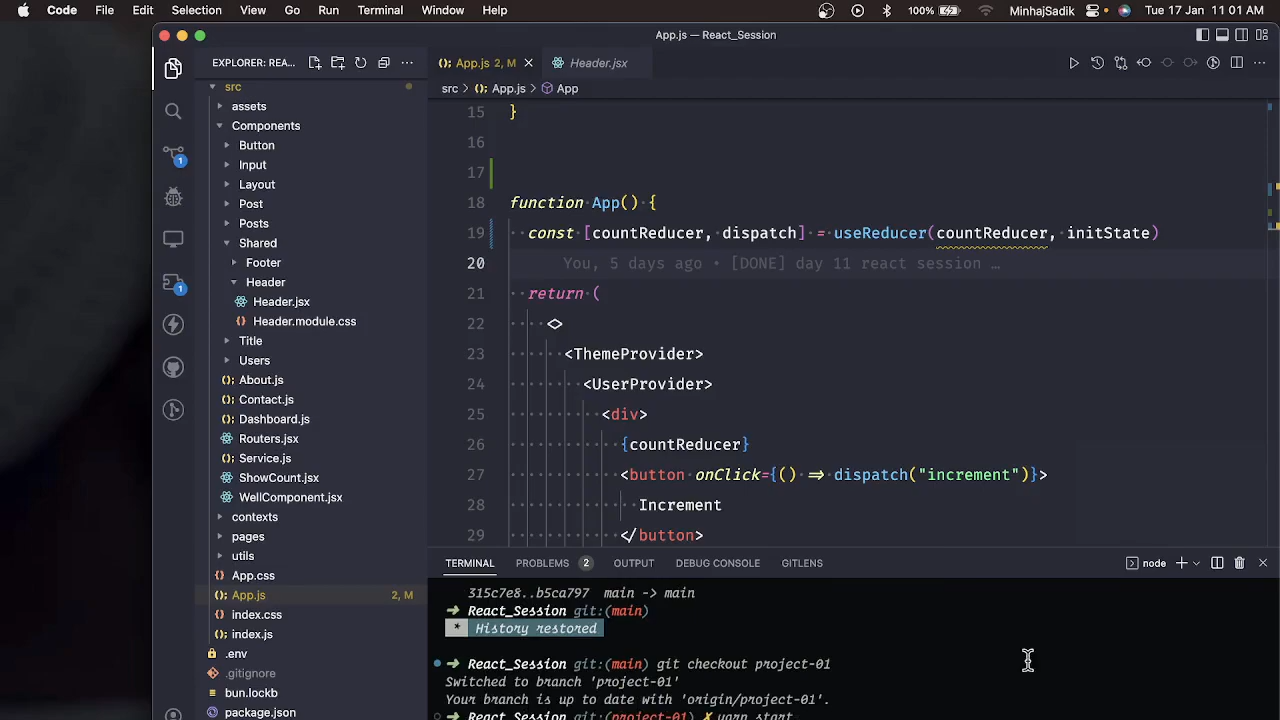 Code File Edit Selection View Go Run Terminal Window Help 100% MinhajSadik Tue 17 Jan 11 01 AM
App.js — React_Session
EXPLORER: REA...
App.js 2, M
Header.jsx
src
assets
Components
Button
Input
Layout
Post
Posts
Shared
Footer
Header
Header.jsx
Header.module.css
Title
Users
About.js
Contact.js
Dashboard.js
Routers.jsx
Service.js
ShowCount.jsx
WellComponent.jsx
contexts
pages
utils
App.css
App.js 2, M
index.css
index.js
.env
.gitignore
bun.lockb
package.json
1
1
src > App.js > App
15 }
16
17
18 function App() {
19 const [countReducer, dispatch] = useReducer(countReducer, initState)
20 You, 5 days ago • [DONE] day 11 react session …
21 return (
22 <>
23 <ThemeProvider>
24 <UserProvider>
25 <div>
26 {countReducer}
27 <button onClick={() => dispatch("increment")}>
28 Increment
29 </button>
TERMINAL PROBLEMS 2 OUTPUT DEBUG CONSOLE GITLENS node
315c7e8..b5ca797 main -> main
➜ React_Session git:(main)
* History restored
➜ React_Session git:(main) git checkout project-01
Switched to branch 'project-01'
Your branch is up to date with 'origin/project-01'.
➜ React_Session git:(project-01) ✗ yarn start